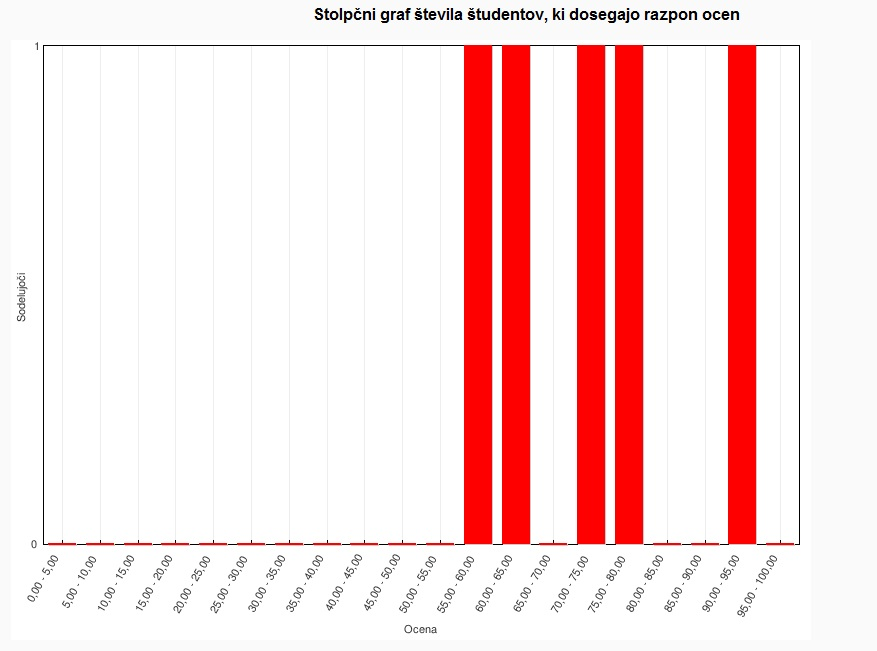 Stolpčni graf števila študentov, ki dosegajo razpon ocen
1
Sodelujoči
0
0,00 - 5,00
5,00 - 10,00
10,00 - 15,00
15,00 - 20,00
20,00 - 25,00
25,00 - 30,00
30,00 - 35,00
35,00 - 40,00
40,00 - 45,00
45,00 - 50,00
50,00 - 55,00
55,00 - 60,00
60,00 - 65,00
65,00 - 70,00
70,00 - 75,00
75,00 - 80,00
80,00 - 85,00
85,00 - 90,00
90,00 - 95,00
95,00 - 100,00
Ocena